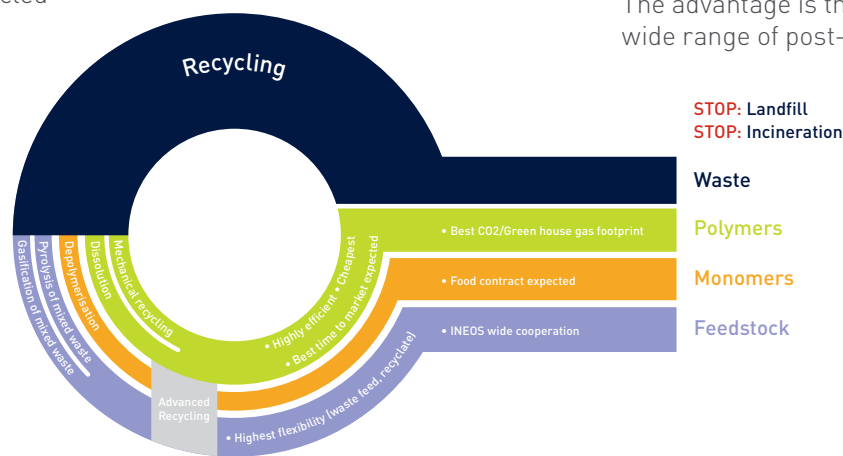 cted
The advantage is th
wide range of post-
Recycling
STOP: Landfill
STOP: Incineration
Waste
• Best CO2/Green house gas footprint
Polymers
• Food contract expected
Monomers
• INEOS wide cooperation
Feedstock
Gasification of mixed waste
Pyrolysis of mixed waste
Depolymerisation
Dissolution
Mechanical recycling
• Highly efficient • Cheapest
• Best time to market expected
Advanced
Recycling
• Highest flexibility (waste feed, recyclate)